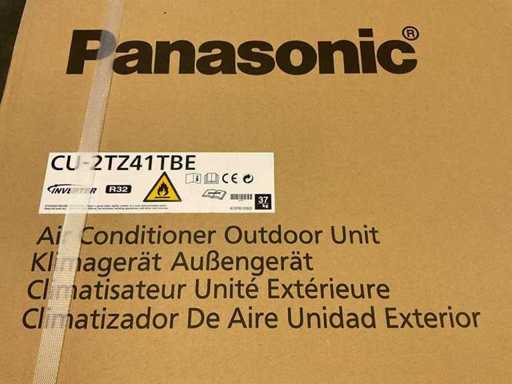 Panasonic®
CU-2TZ41TBE
INVERTER R32 CE
37 kg
Air Conditioner Outdoor Unit
Klimagerät Außengerät
Climatisateur Unité Extérieure
Climatizador De Aire Unidad Exterior